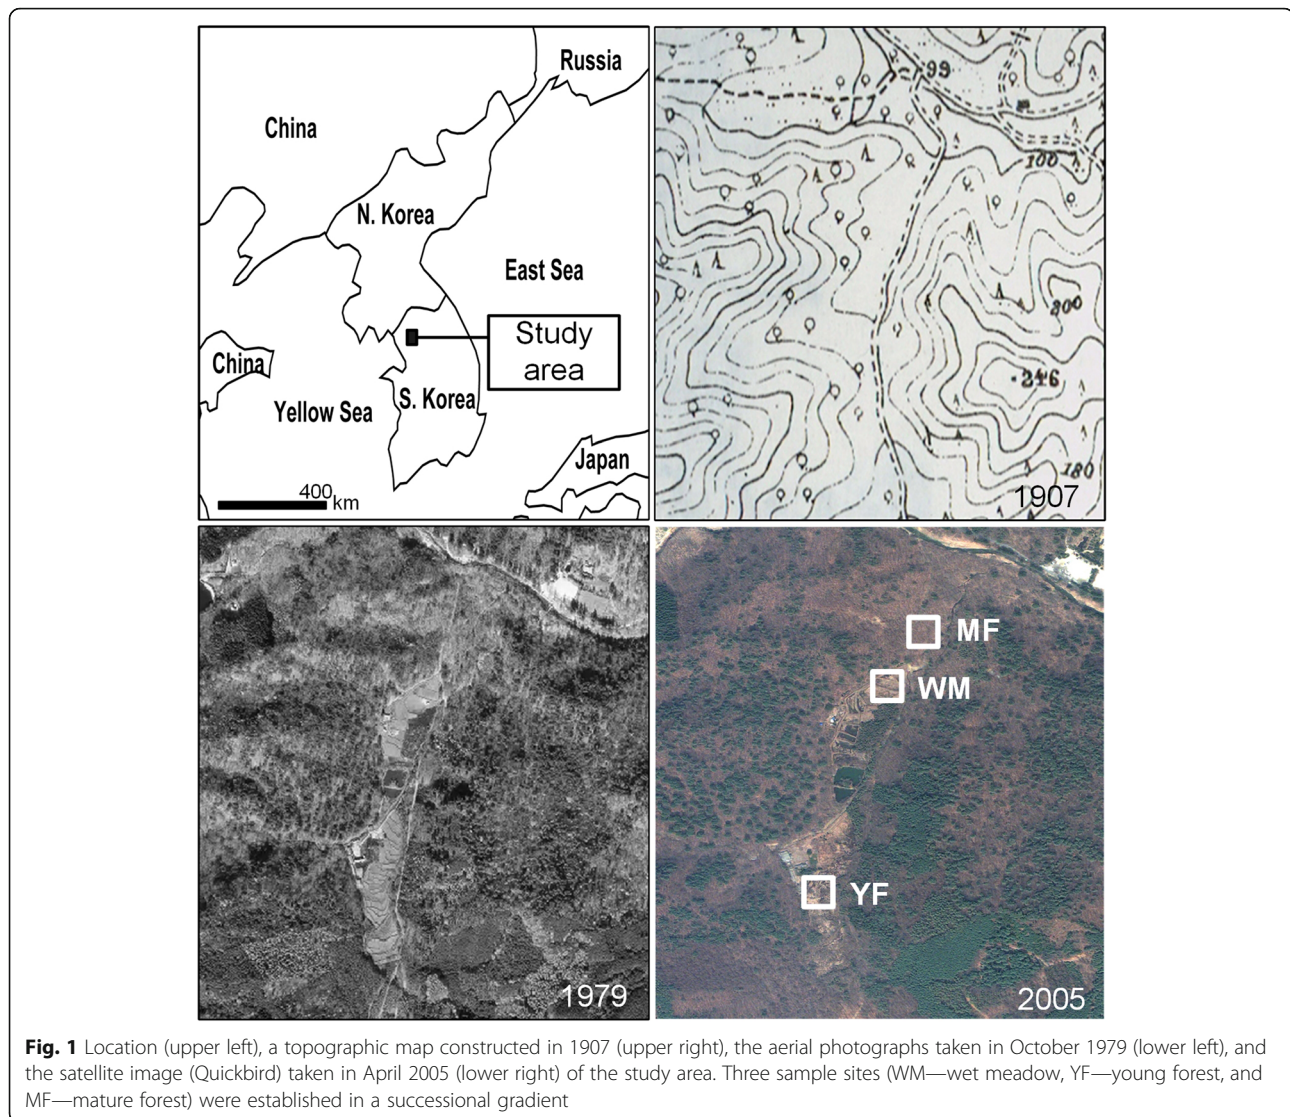 Russia
China
N. Korea
East Sea
Study
area
China
S. Korea
Yellow Sea
Japan
400
km
99
100
200
246
180
1907
1979
MF
WM
YF
2005
Fig. 1 Location (upper left), a topographic map constructed in 1907 (upper right), the aerial photographs taken in October 1979 (lower left), and
the satellite image (Quickbird) taken in April 2005 (lower right) of the study area. Three sample sites (WM—wet meadow, YF—young forest, and
MF—mature forest) were established in a successional gradient